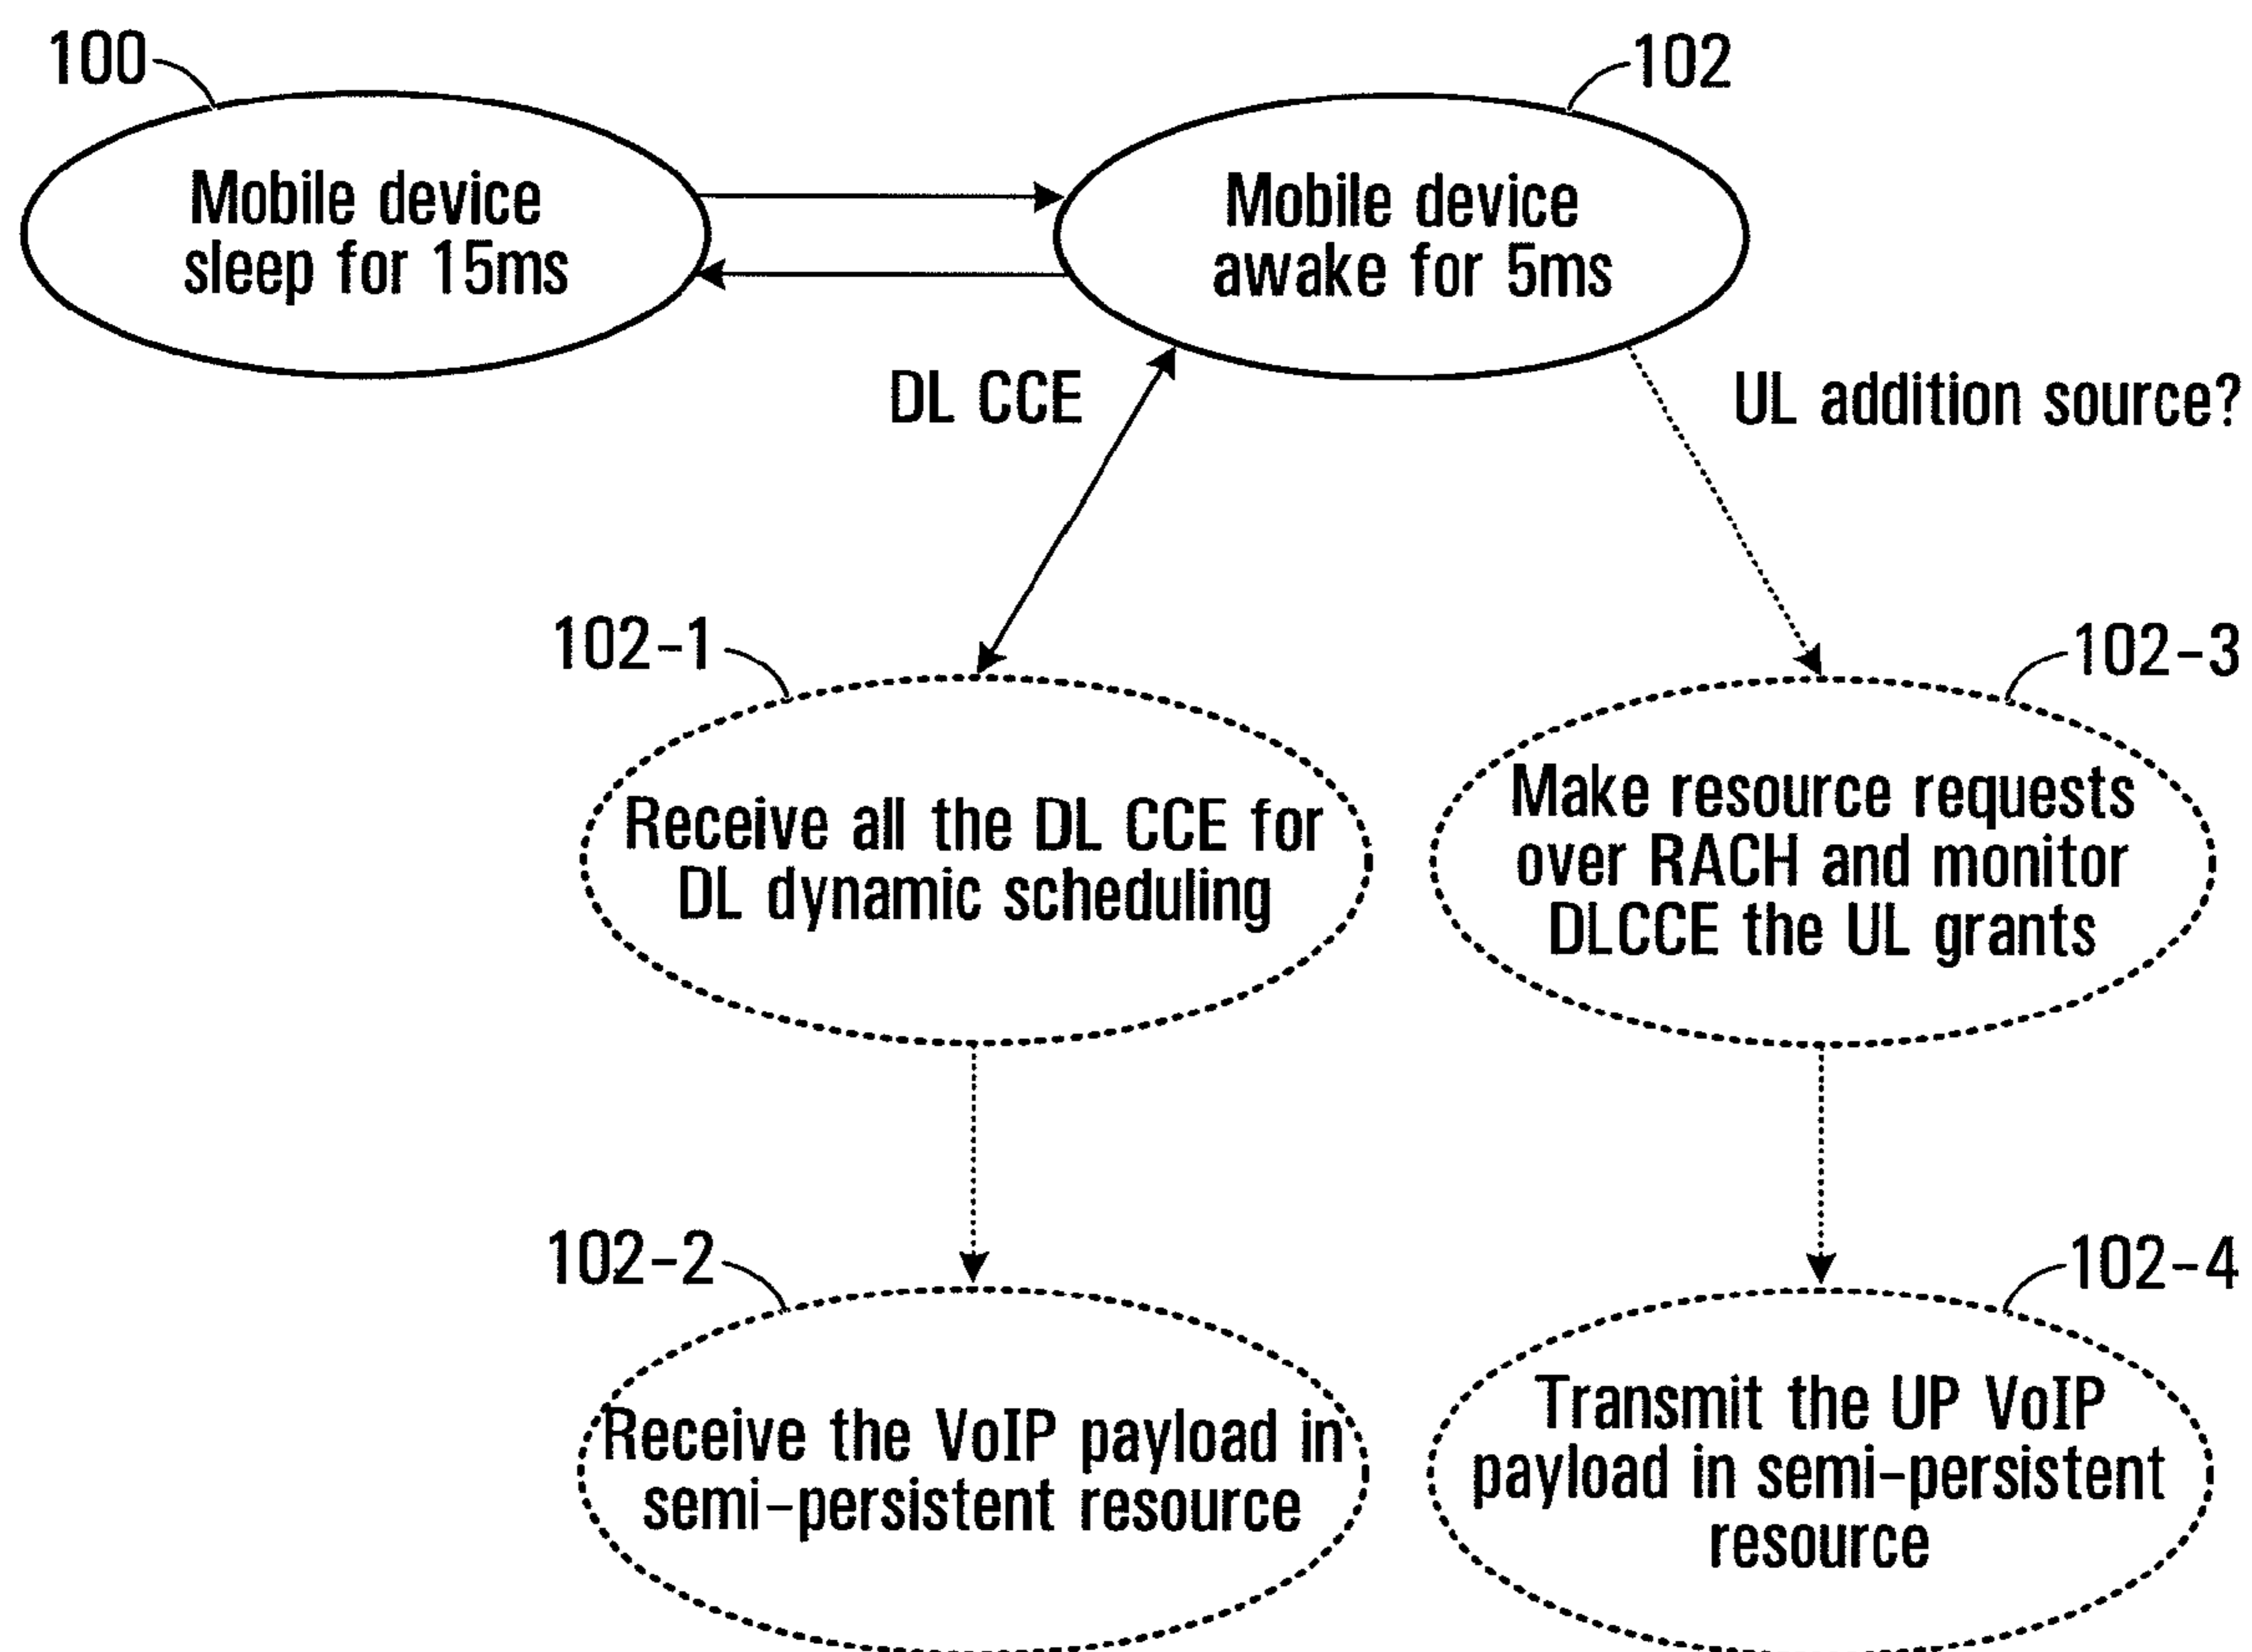 100
102
Mobile device
sleep for 15ms
Mobile device
awake for 5ms
DL CCE
UL addition source?
102-1
102-3
Receive all the DL CCE for
DL dynamic scheduling
Make resource requests
over RACH and monitor
DLCCE the UL grants
102-2
102-4
Receive the VoIP payload in
semi-persistent resource
Transmit the UP VoIP
payload in semi-persistent
resource